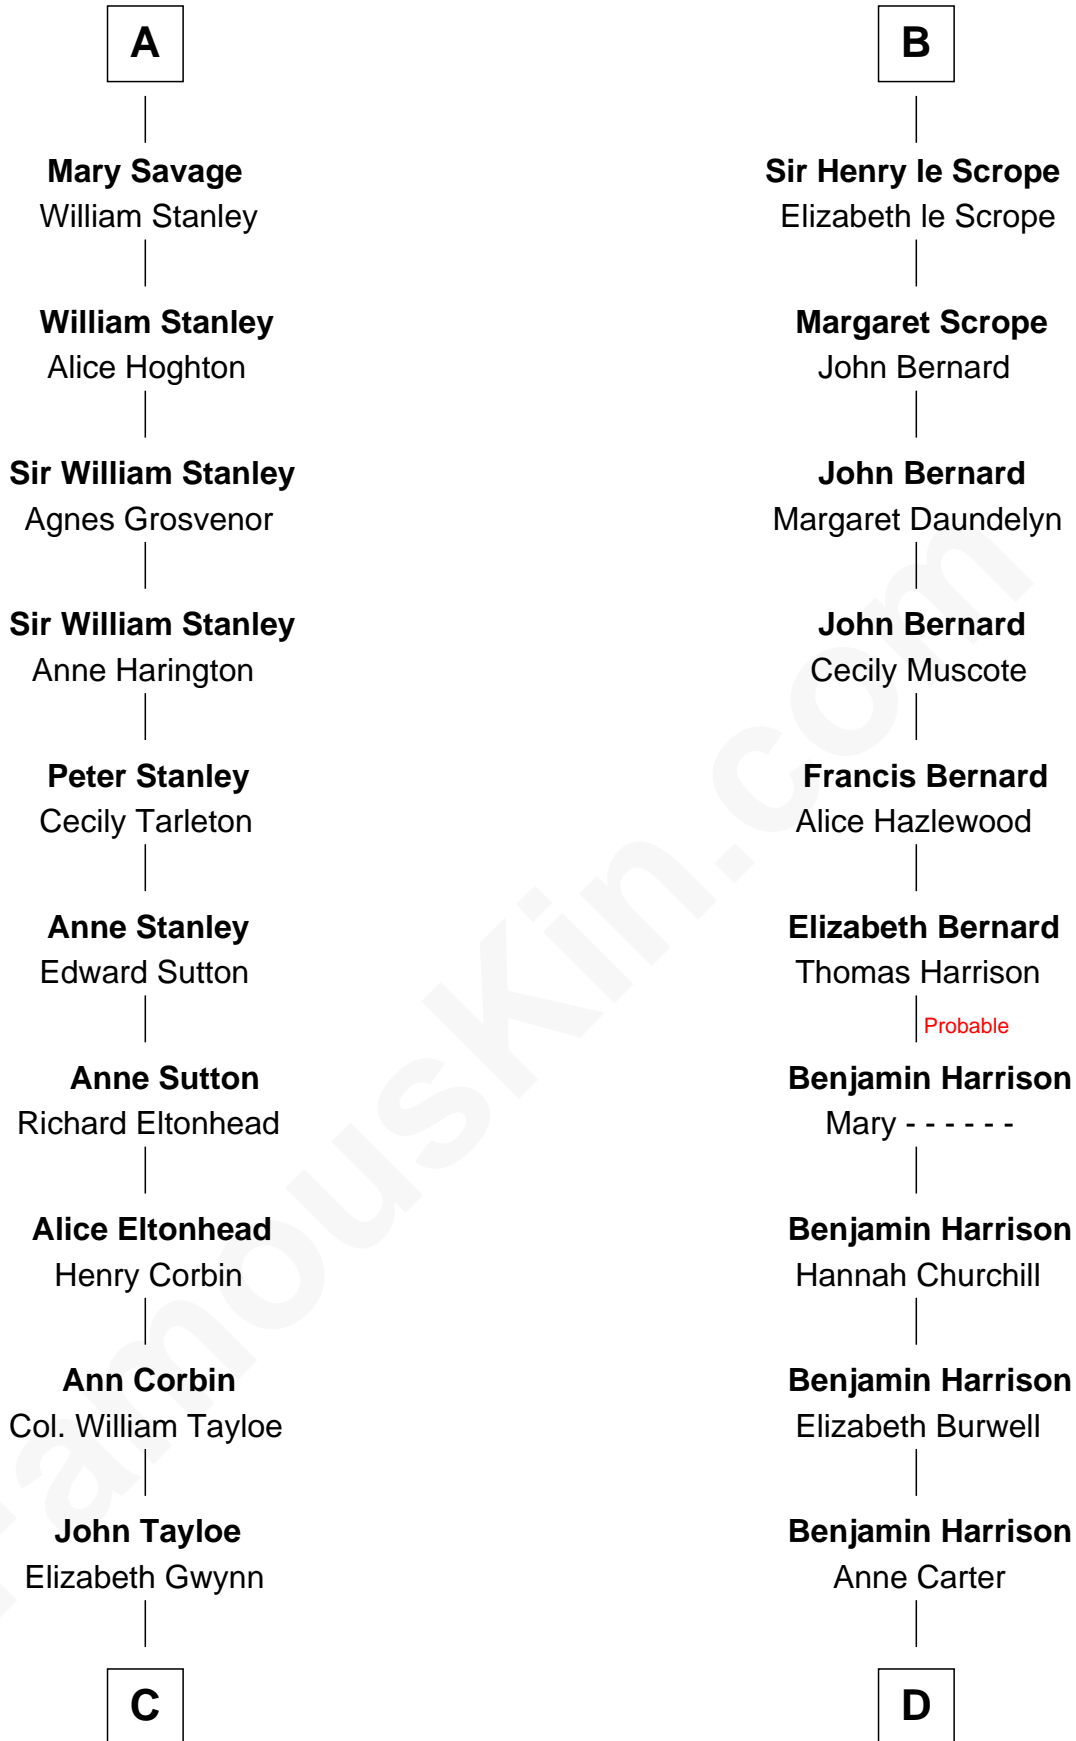 A
Mary Savage
William Stanley
William Stanley
Alice Hoghton
Sir William Stanley
Agnes Grosvenor
Sir William Stanley
Anne Harington
Peter Stanley
Cecily Tarleton
Anne Stanley
Edward Sutton
Anne Sutton
Richard Eltonhead
Alice Eltonhead
Henry Corbin
Ann Corbin
Col. William Tayloe
John Tayloe
Elizabeth Gwynn
C
B
Sir Henry le Scrope
Elizabeth le Scrope
Margaret Scrope
John Bernard
John Bernard
Margaret Daundelyn
John Bernard
Cecily Muscote
Francis Bernard
Alice Hazlewood
Elizabeth Bernard
Thomas Harrison
Probable
Benjamin Harrison
Mary - - - - - -
Benjamin Harrison
Hannah Churchill
Benjamin Harrison
Elizabeth Burwell
Benjamin Harrison
Anne Carter
D
FamousKin.com